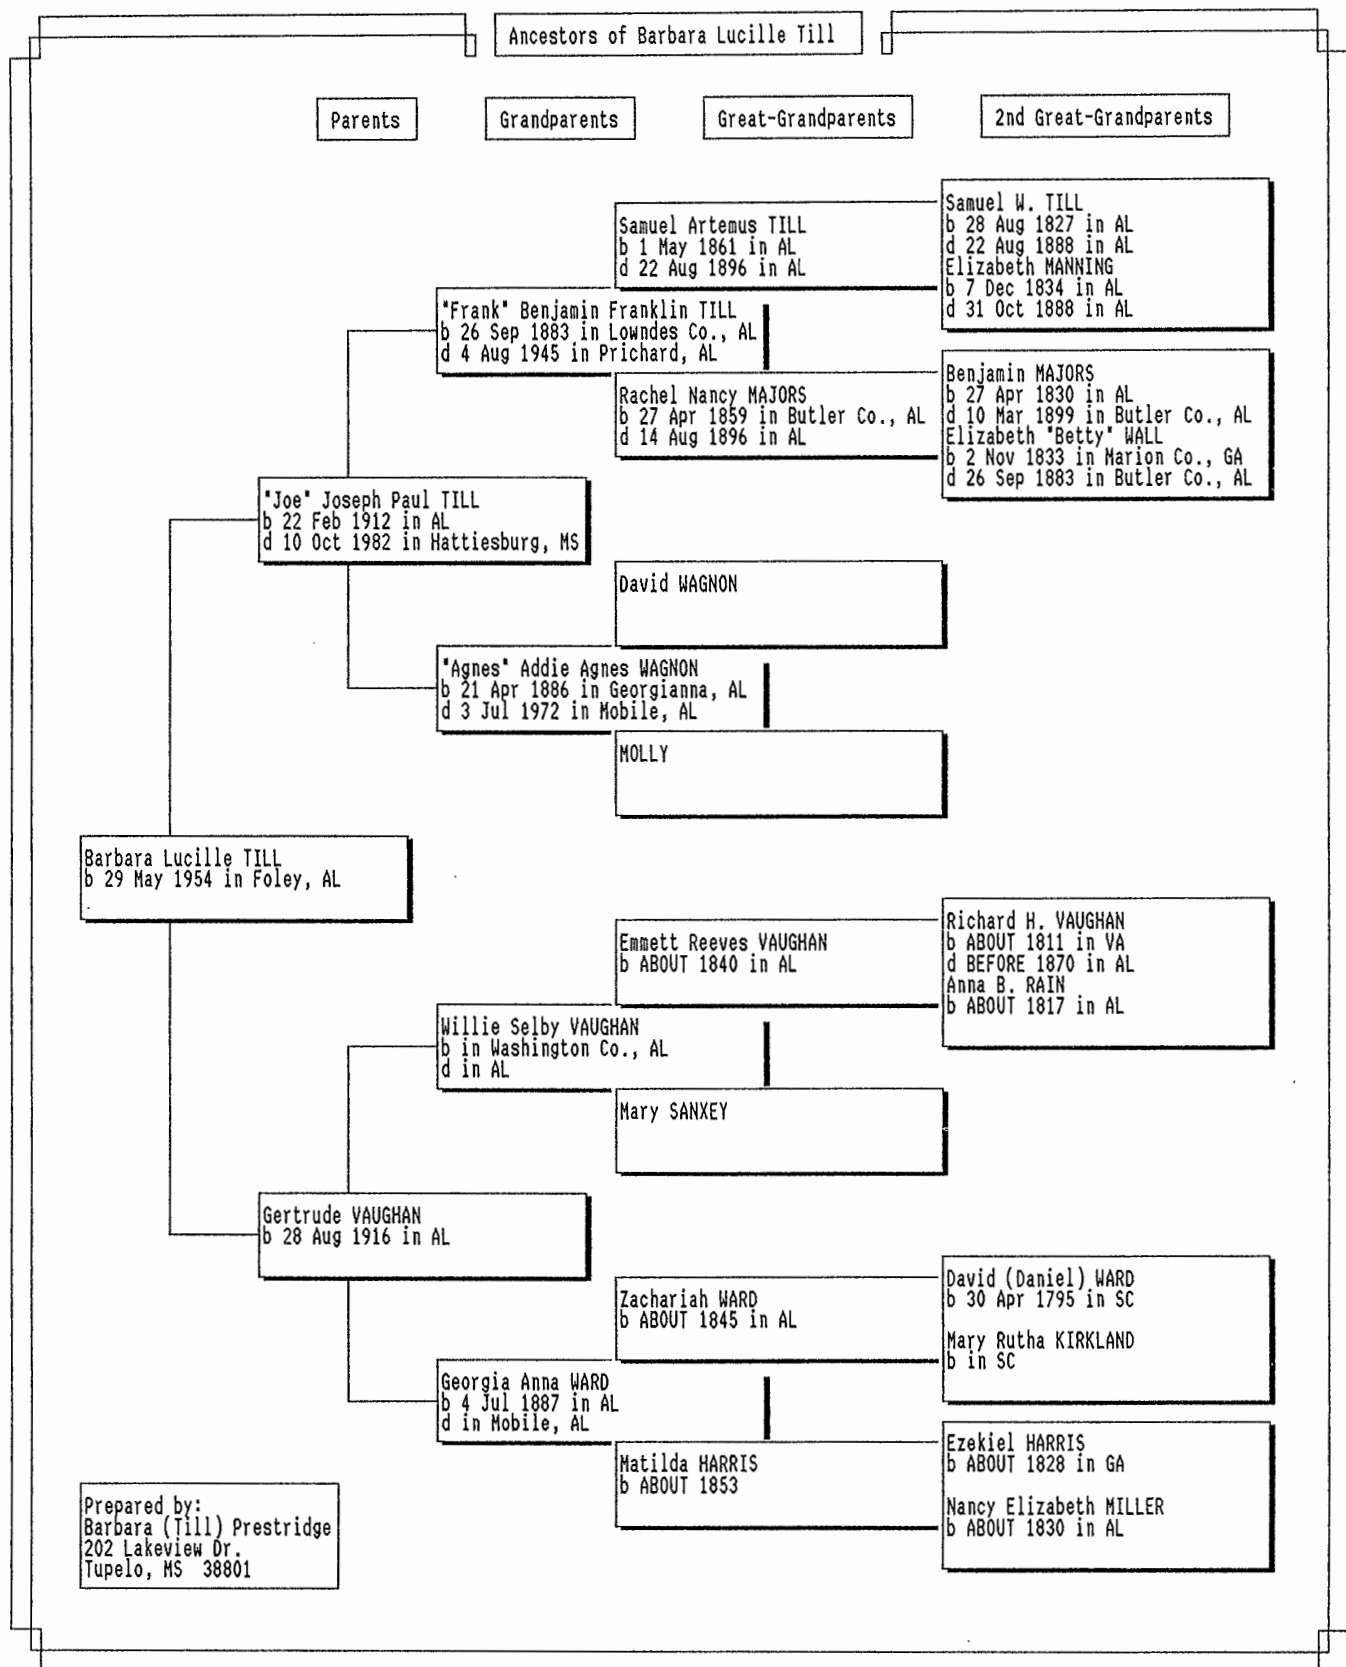 Ancestors of Barbara Lucille Till
Parents
Grandparents
Great-Grandparents
2nd Great-Grandparents
Samuel W. TILL
b 28 Aug 1827 in AL
d 22 Aug 1888 in AL
Elizabeth MANNING
b 7 Dec 1834 in AL
d 31 Oct 1888 in AL
Samuel Artemus TILL
b 1 May 1861 in AL
d 22 Aug 1896 in AL
"Frank" Benjamin Franklin TILL
b 26 Sep 1883 in Lowndes Co., AL
d 4 Aug 1945 in Prichard, AL
Rachel Nancy MAJORS
b 27 Apr 1859 in Butler Co., AL
d 14 Aug 1896 in AL
Benjamin MAJORS
b 27 Apr 1830 in AL
d 10 Mar 1899 in Butler Co., AL
Elizabeth "Betty" WALL
b 2 Nov 1833 in Marion Co., GA
d 26 Sep 1883 in Butler Co., AL
"Joe" Joseph Paul TILL
b 22 Feb 1912 in AL
d 10 Oct 1982 in Hattiesburg, MS
David WAGNON
"Agnes" Addie Agnes WAGNON
b 21 Apr 1886 in Georgianna, AL
d 3 Jul 1972 in Mobile, AL
MOLLY
Barbara Lucille TILL
b 29 May 1954 in Foley, AL
Richard H. VAUGHAN
b ABOUT 1811 in VA
d BEFORE 1870 in AL
Anna B. RAIN
b ABOUT 1817 in AL
Emmett Reeves VAUGHAN
b ABOUT 1840 in AL
Willie Selby VAUGHAN
b in Washington Co., AL
d in AL
Mary SANXEY
Gertrude VAUGHAN
b 28 Aug 1916 in AL
Zachariah WARD
b ABOUT 1845 in AL
David (Daniel) WARD
b 30 Apr 1795 in SC
Mary Rutha KIRKLAND
b in SC
Georgia Anna WARD
b 4 Jul 1887 in AL
d in Mobile, AL
Matilda HARRIS
b ABOUT 1853
Ezekiel HARRIS
b ABOUT 1828 in GA
Nancy Elizabeth MILLER
b ABOUT 1830 in AL
Prepared by:
Barbara (Till) Prestridge
202 Lakeview Dr.
Tupelo, MS  38801